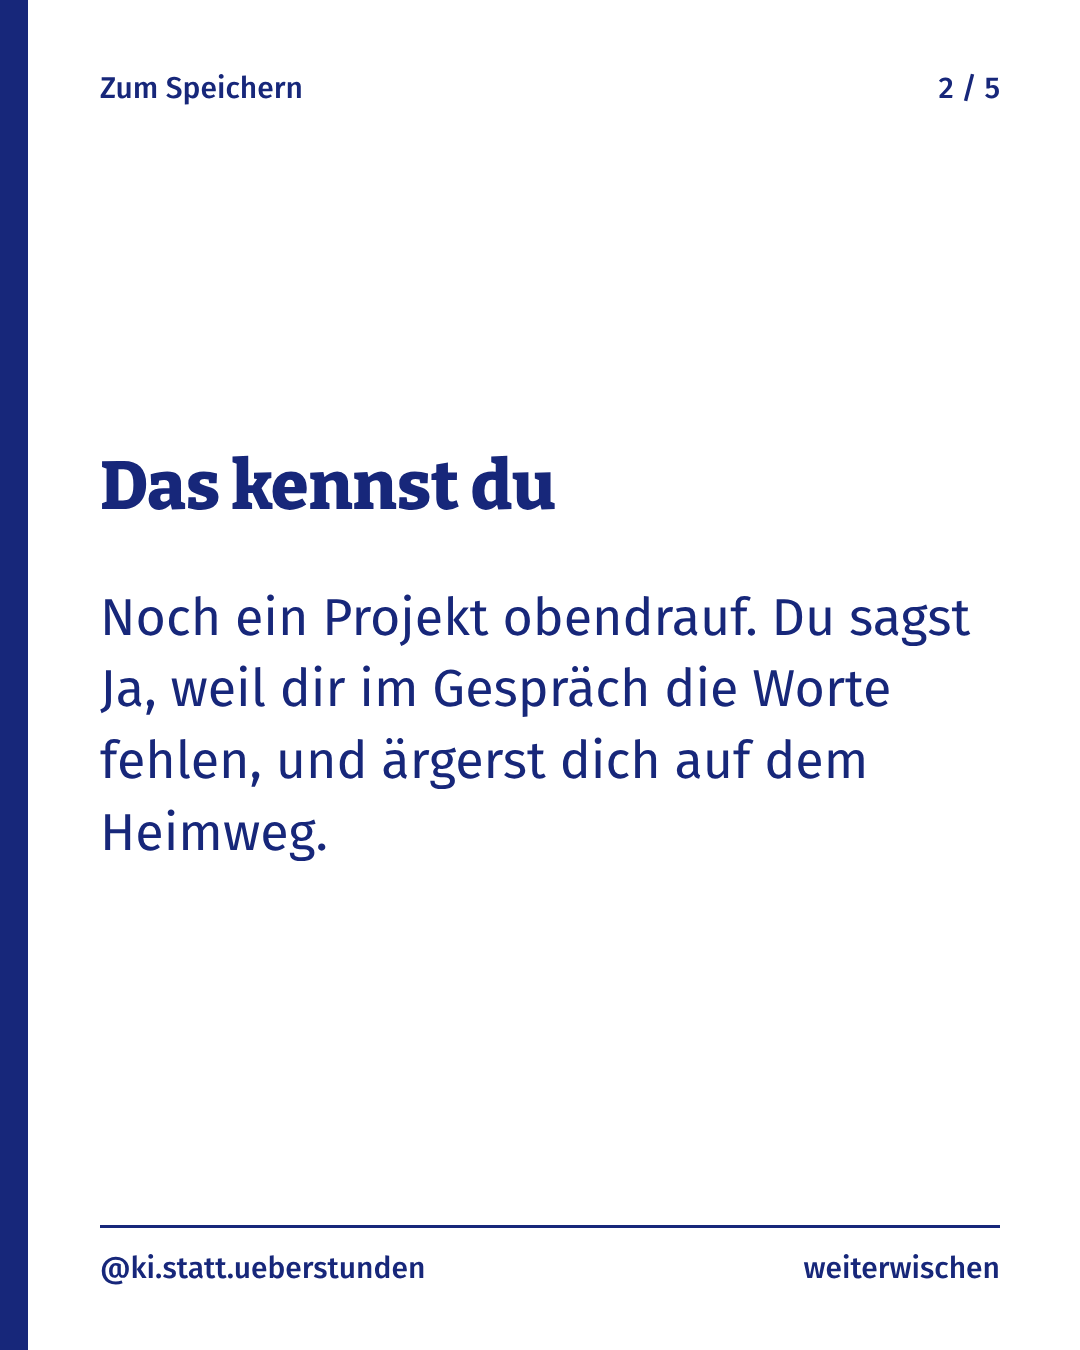 Zum Speichern
2 / 5
Das kennst du
Noch ein Projekt obendrauf. Du sagst
Ja, weil dir im Gespräch die Worte
fehlen, und ärgerst dich auf dem
Heimweg.
@ki.statt.ueberstunden
weiterwischen